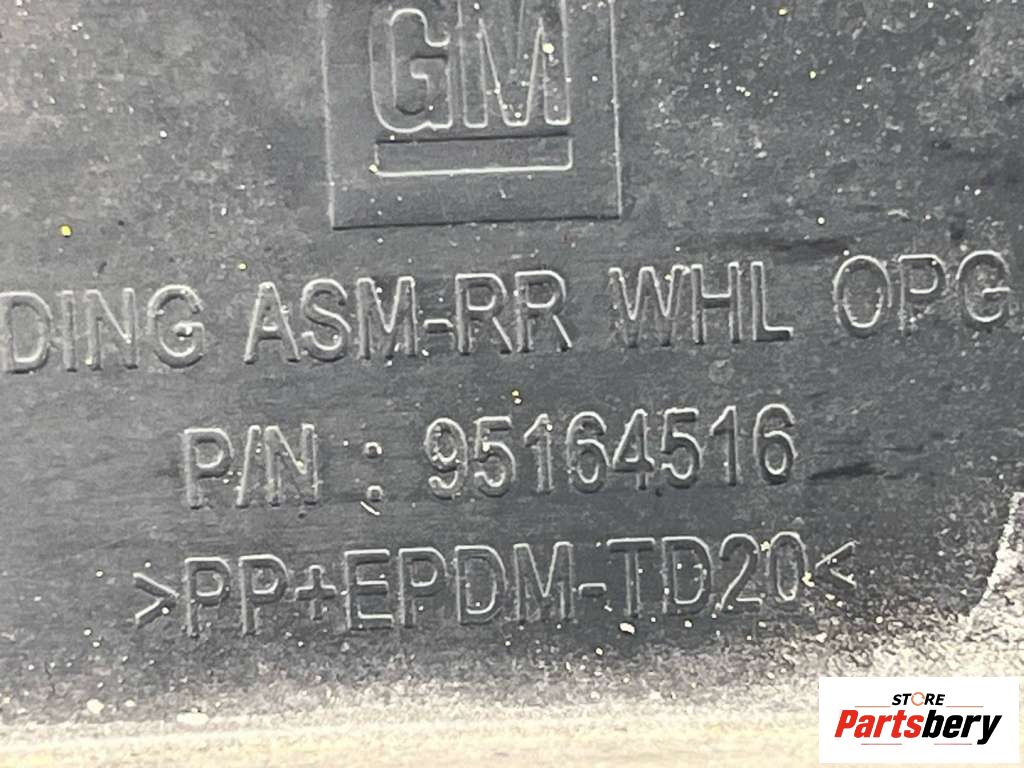 GM
DING ASM-RR WHL OPG
P/N : 95164516
>PP+EPDM-TD20<
STORE
Partsbery